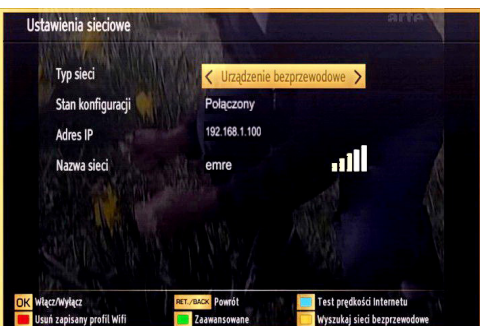 Ustawienia sieciowe
arte
Typ sieci
Urządzenie bezprzewodowe
Stan konfiguracji
Połączony
Adres IP
192.168.1.100
Nazwa sieci
emre
OK Włącz/Wyłącz
RET./BACK Powrót
Test prędkości Internetu
Usuń zapisany profil Wifi
Zaawansowane
Wyszukaj sieci bezprzewodowe